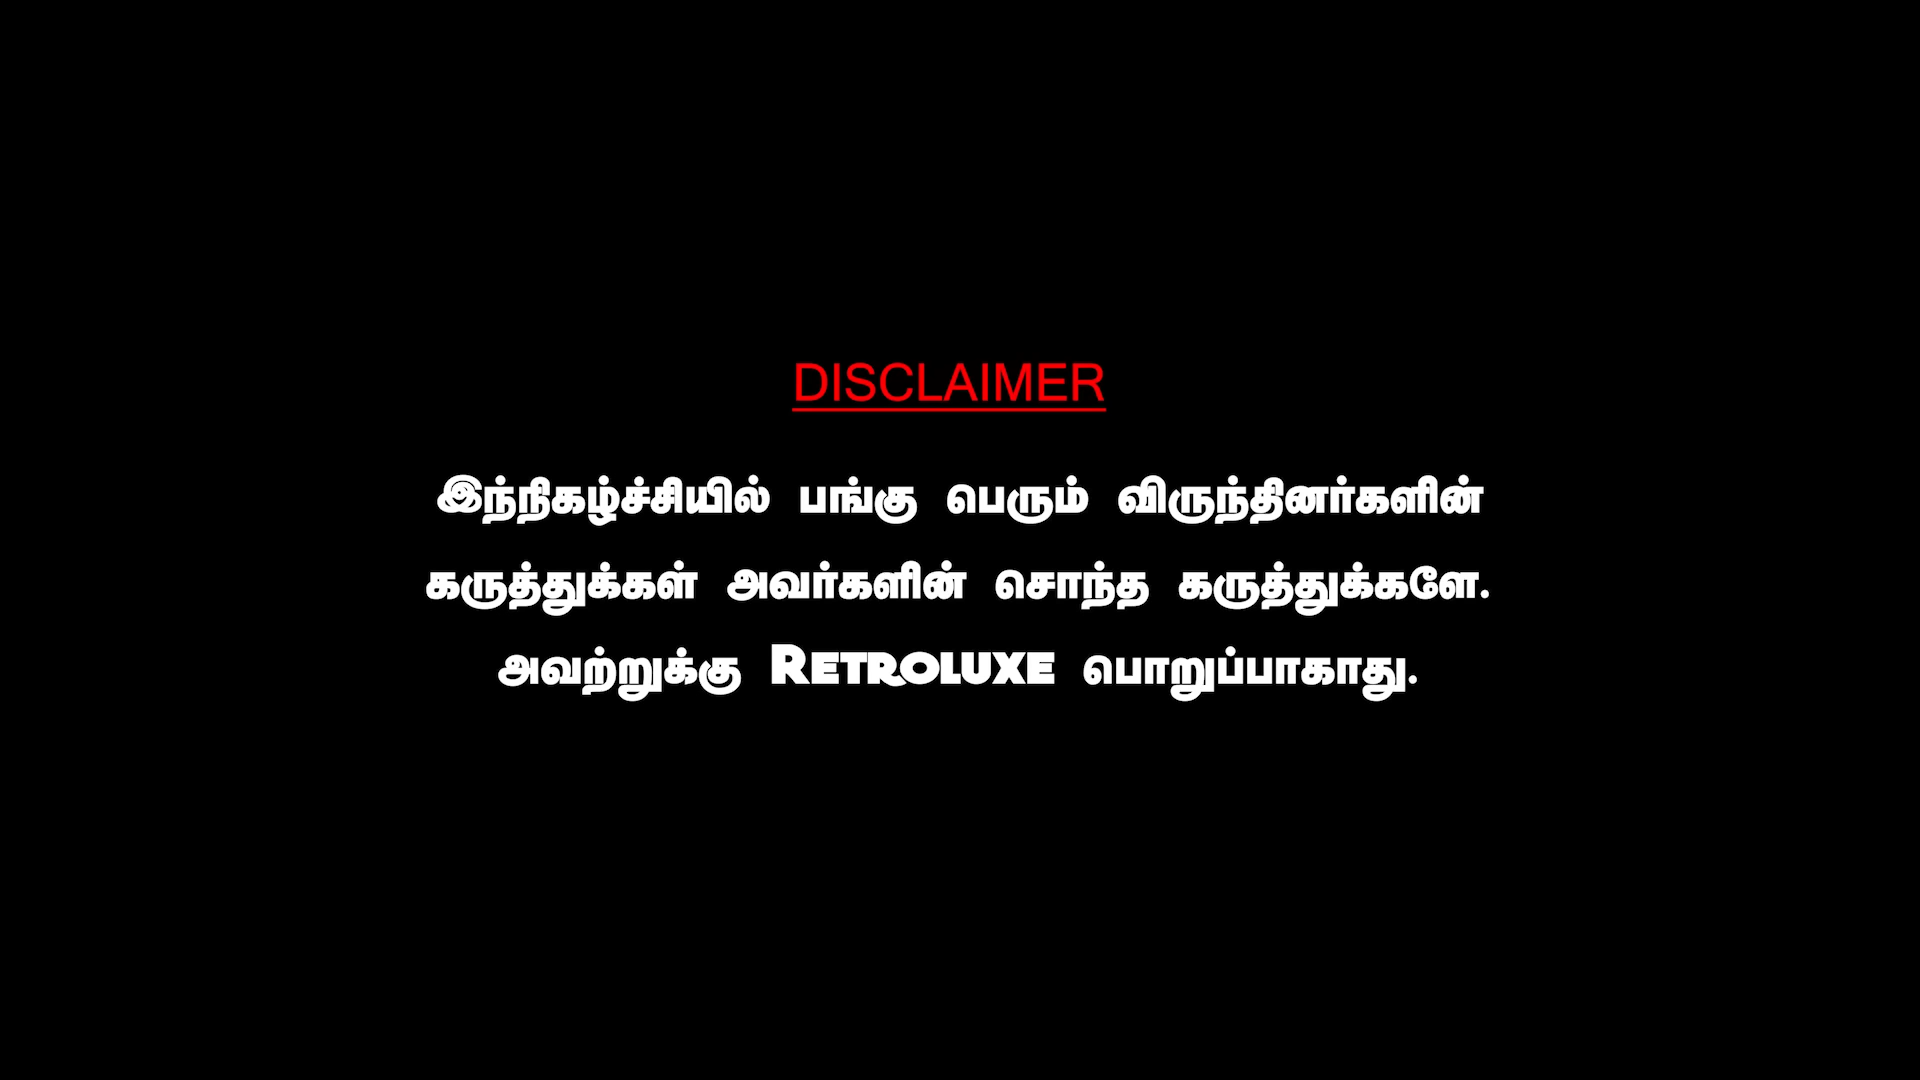 DISCLAIMER
இந்நிகழ்ச்சியில் பங்கு பெரும் விருந்தினர்களின்
கருத்துக்கள் அவர்களின் சொந்த கருத்துக்களே.
அவற்றுக்கு RETROLUXE பொறுப்பாகாது.